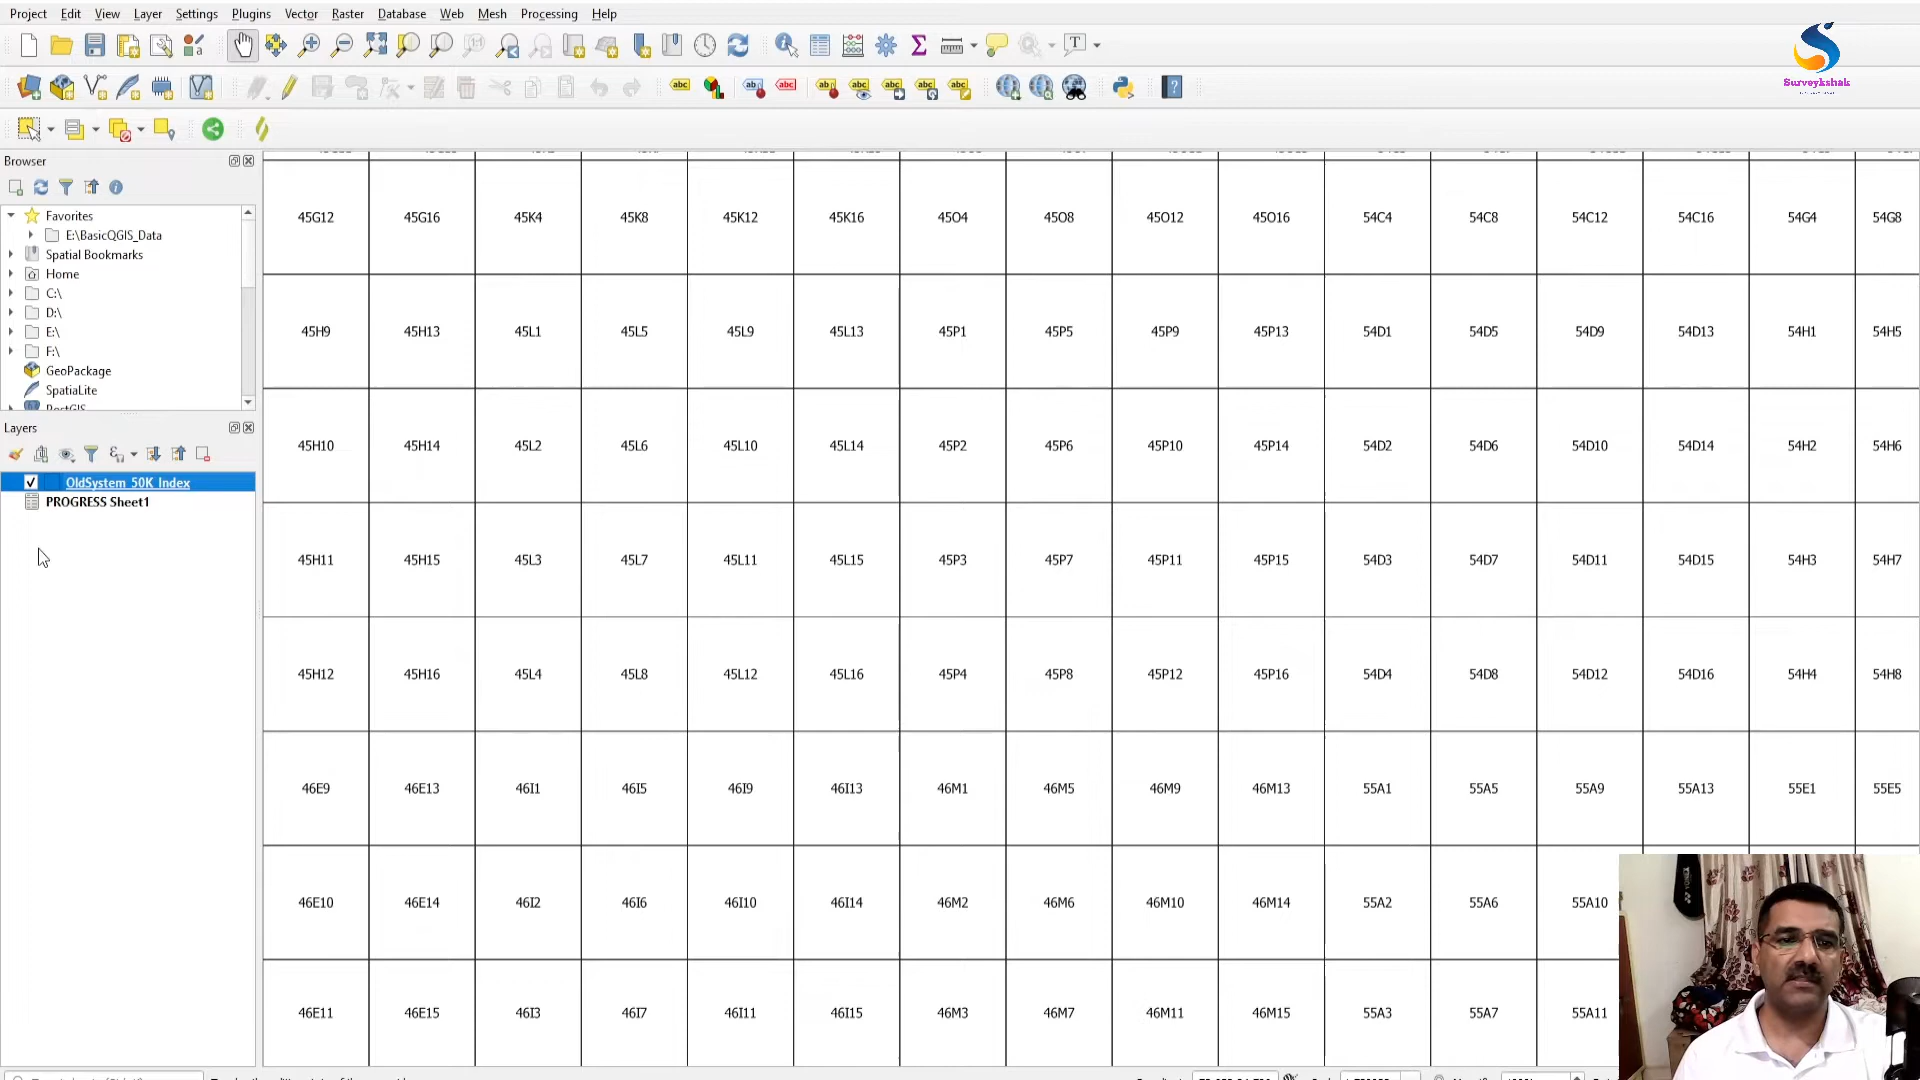 Project Edit View Layer Settings Plugins Vector Raster Database Web Mesh Processing Help
Surveykshak
Browser
Favorites
E:\BasicQGIS_Data
Spatial Bookmarks
Home
C:\
D:\
E:\
F:\
GeoPackage
SpatiaLite
PostGIS
Layers
OldSystem_50K_Index
PROGRESS Sheet1
45G12 45G16 45K4 45K8 45K12 45K16 45O4 45O8 45O12 45O16 54C4 54C8 54C12 54C16 54G4 54G8
45H9 45H13 45L1 45L5 45L9 45L13 45P1 45P5 45P9 45P13 54D1 54D5 54D9 54D13 54H1 54H5
45H10 45H14 45L2 45L6 45L10 45L14 45P2 45P6 45P10 45P14 54D2 54D6 54D10 54D14 54H2 54H6
45H11 45H15 45L3 45L7 45L11 45L15 45P3 45P7 45P11 45P15 54D3 54D7 54D11 54D15 54H3 54H7
45H12 45H16 45L4 45L8 45L12 45L16 45P4 45P8 45P12 45P16 54D4 54D8 54D12 54D16 54H4 54H8
46E9 46E13 46I1 46I5 46I9 46I13 46M1 46M5 46M9 46M13 55A1 55A5 55A9 55A13 55E1 55E5
46E10 46E14 46I2 46I6 46I10 46I14 46M2 46M6 46M10 46M14 55A2 55A6 55A10
46E11 46E15 46I3 46I7 46I11 46I15 46M3 46M7 46M11 46M15 55A3 55A7 55A11
YONEX